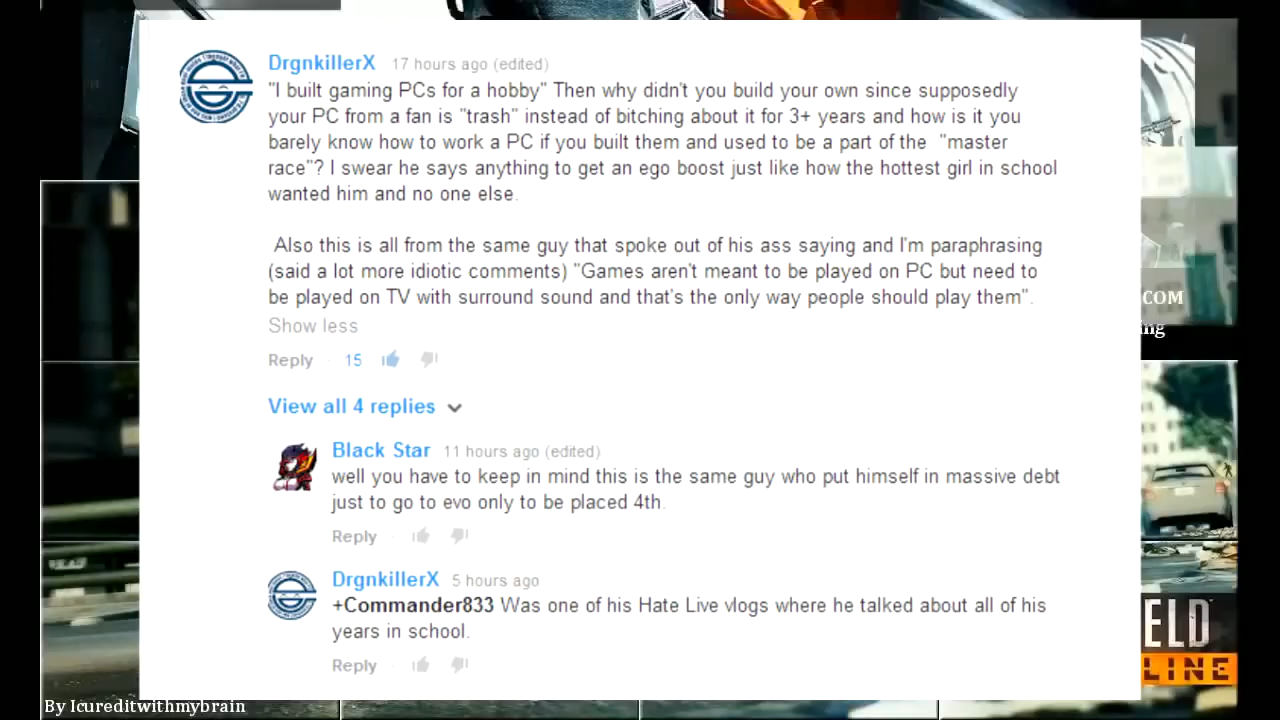 DrgnkillerX 17 hours ago (edited)
"I built gaming PCs for a hobby" Then why didn't you build your own since supposedly
your PC from a fan is "trash" instead of bitching about it for 3+ years and how is it you
barely know how to work a PC if you built them and used to be a part of the "master
race"? I swear he says anything to get an ego boost just like how the hottest girl in school
wanted him and no one else.
Also this is all from the same guy that spoke out of his ass saying and I'm paraphrasing
(said a lot more idiotic comments) "Games aren't meant to be played on PC but need to
be played on TV with surround sound and that's the only way people should play them".
COM
Show less
ing
Reply · 15
View all 4 replies
Black Star 11 hours ago (edited)
well you have to keep in mind this is the same guy who put himself in massive debt
just to go to evo only to be placed 4th.
Reply ·
DrgnkillerX 5 hours ago
+Commander833 Was one of his Hate Live vlogs where he talked about all of his
years in school.
ELD
Reply ·
LINE
By Icureditwithmybrain